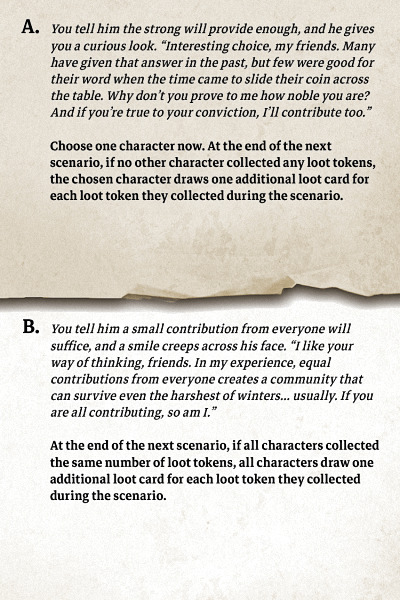 A. You tell him the strong will provide enough, and he gives
you a curious look. “Interesting choice, my friends. Many
have given that answer in the past, but few were good for
their word when the time came to slide their coin across
the table. Why don’t you prove to me how noble you are?
And if you’re true to your conviction, I’ll contribute too.”
Choose one character now. At the end of the next
scenario, if no other character collected any loot tokens,
the chosen character draws one additional loot card for
each loot token they collected during the scenario.
B. You tell him a small contribution from everyone will
suffice, and a smile creeps across his face. “I like your
way of thinking, friends. In my experience, equal
contributions from everyone creates a community that
can survive even the harshest of winters... usually. If you
are all contributing, so am I.”
At the end of the next scenario, if all characters collected
the same number of loot tokens, all characters draw one
additional loot card for each loot token they collected
during the scenario.